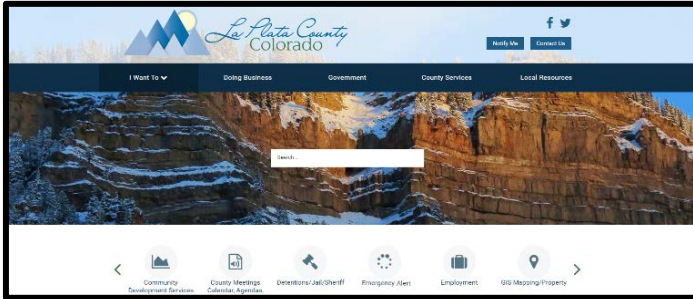 La Plata County
Colorado
Notify Me
Contact Us
I Want To
Doing Business
Government
County Services
Local Resources
Search...
Community
Development Services
County Meetings
Calendar, Agendas,
Detentions/Jail/Sheriff
Emergency Alert
Employment
GIS Mapping/Property